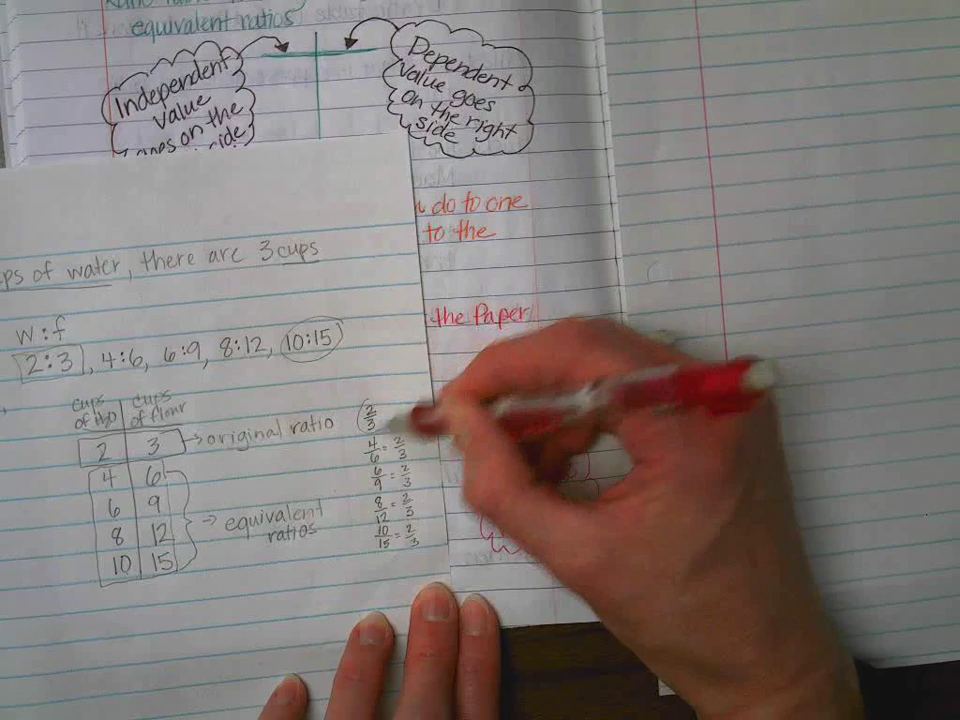 equivalent ratios
Independent
value
on the
Dependent
value goes
on the right
side
do to one
to the
the Paper
of water, there are 3 cups
w:f
2:3, 4:6, 6:9, 8:12, 10:15
cups of H20 | cups of flour
2 | 3 → original ratio
4 | 6
6 | 9
8 | 12
10 | 15
→ equivalent
ratios
2/3
4/6 = 2/3
6/9 = 2/3
8/12 = 2/3
10/15 = 2/3